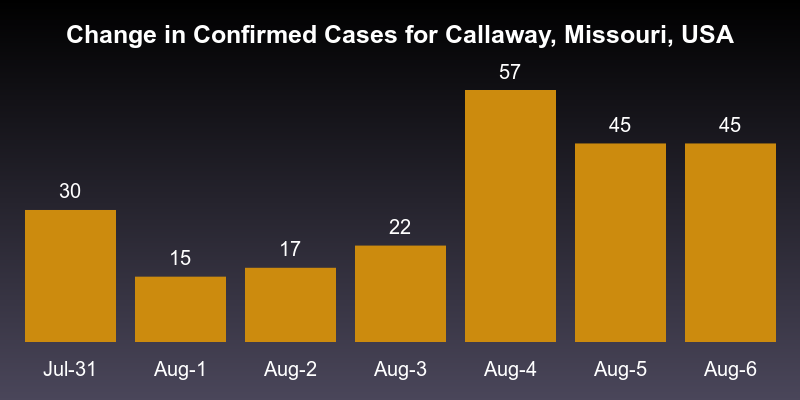 Change in Confirmed Cases for Callaway, Missouri, USA
57
45
45
30
22
17
15
Jul-31
Aug-1
Aug-2
Aug-3
Aug-4
Aug-5
Aug-6